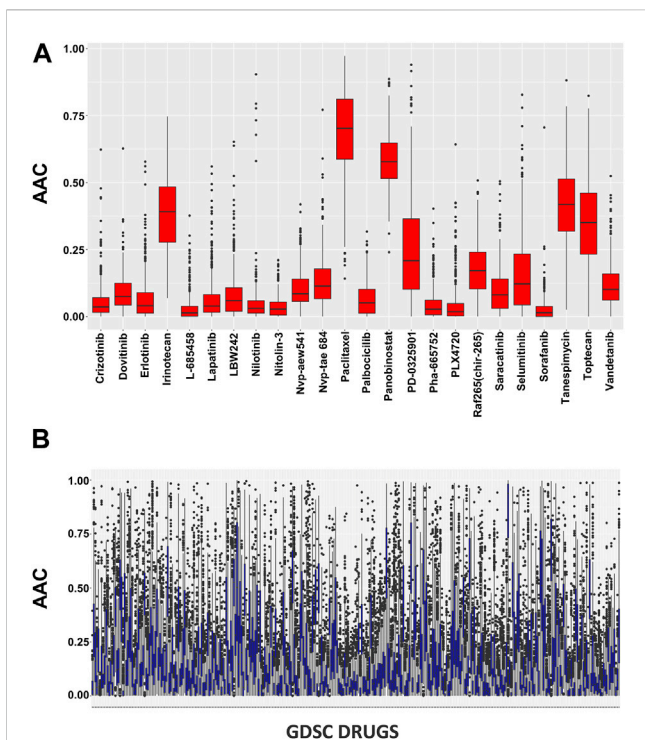 A
1.00
0.75
0.50
0.25
0.00
AAC
Crizotinib
Dovitinib
Erlotinib
Irinotecan
L-685458
Lapatinib
LBW242
Nilotinib
Nitolin-3
Nvp-aew541
Nvp-tae 684
Paclitaxel
Palbocicilib
Panobinostat
PD-0325901
Pha-665752
PLX4720
Raf265(chir-265)
Saracatinib
Selumitinib
Sorafanib
Tanespimycin
Toptecan
Vandetanib
B
1.00
0.75
0.50
0.25
0.00
AAC
GDSC DRUGS